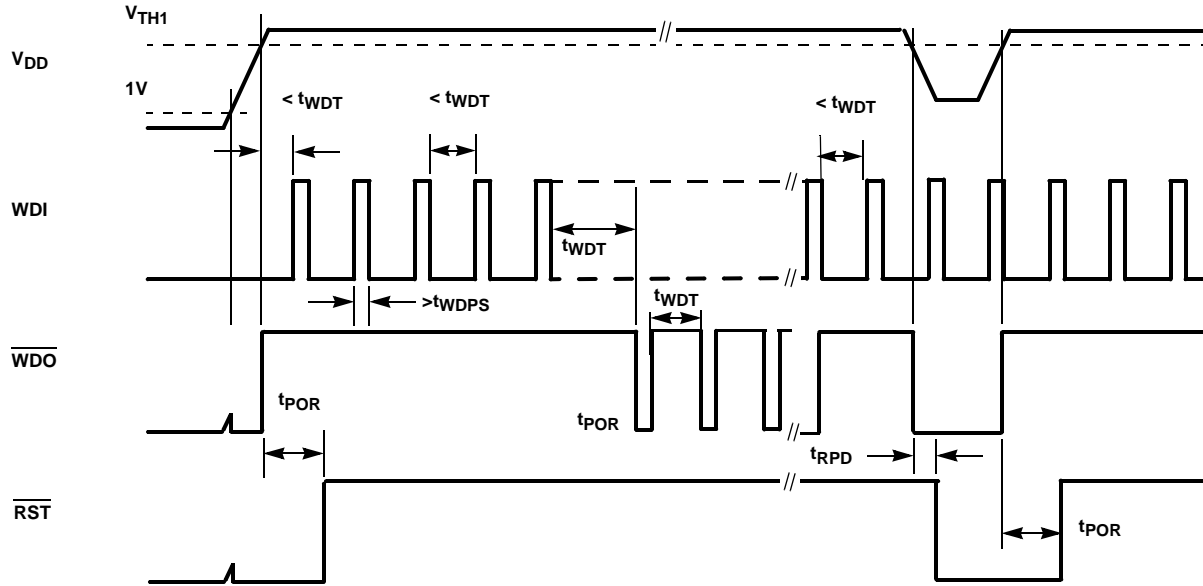 VTH1
VDD
1V
< tWDT
< tWDT
< tWDT
WDI
tWDT
>tWDPS
tWDT
WDO
tPOR
tPOR
tRPD
RST
tPOR